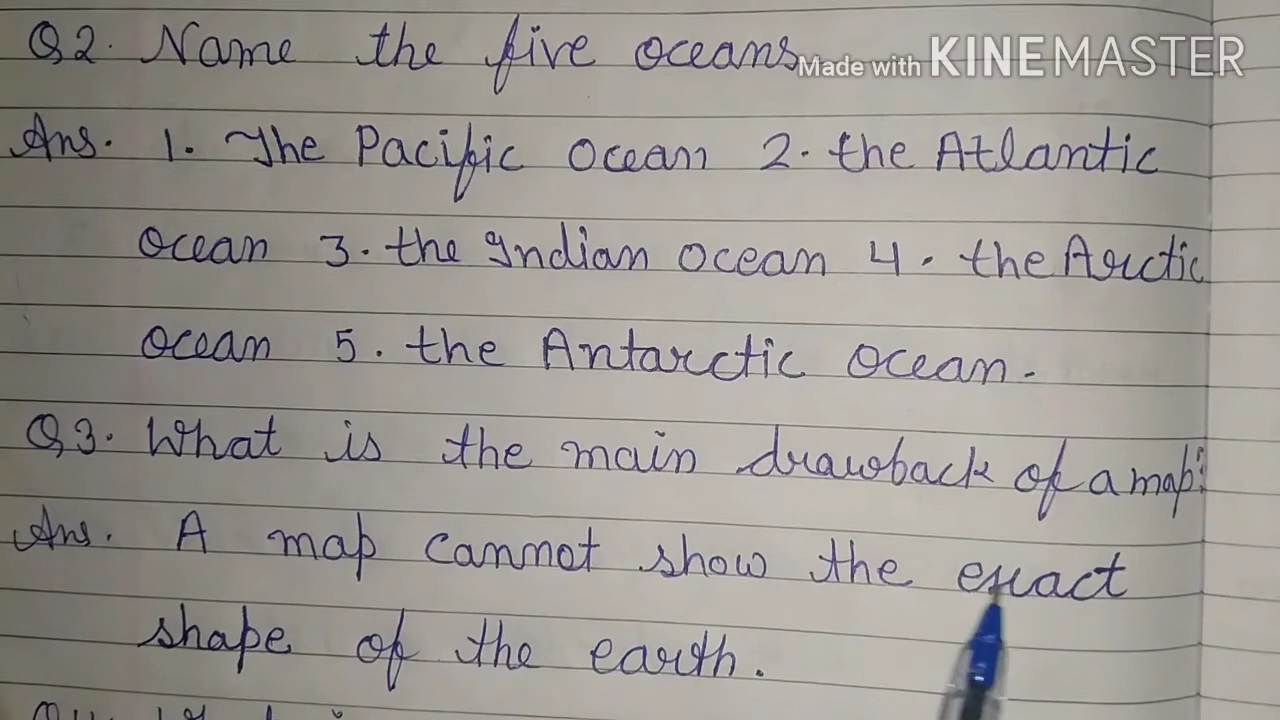 Q2. Name the five oceans
Made with KINEMASTER
Ans. 1. The Pacific Ocean 2. the Atlantic
Ocean 3. the Indian Ocean 4. the Arctic
Ocean 5. the Antarctic Ocean.
Q3. What is the main drawback of a map?
Ans. A map cannot show the exact
shape of the earth.